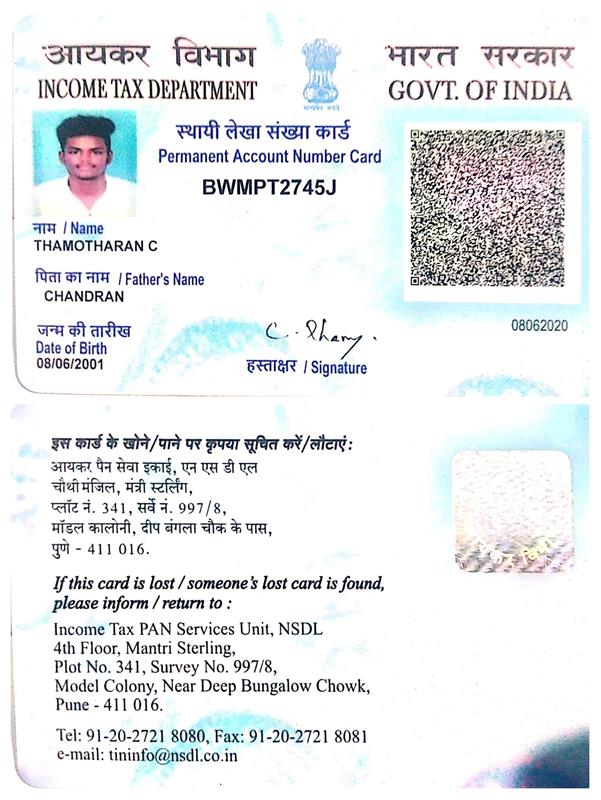 आयकर विभाग
INCOME TAX DEPARTMENT
सत्यमेव जयते
भारत सरकार
GOVT. OF INDIA
स्थायी लेखा संख्या कार्ड
Permanent Account Number Card
BWMPT2745J
नाम / Name
THAMOTHARAN C
पिता का नाम / Father's Name
CHANDRAN
जन्म की तारीख
Date of Birth
08/06/2001
हस्ताक्षर / Signature
08062020
इस कार्ड के खोने/पाने पर कृपया सूचित करें/लौटाएं:
आयकर पैन सेवा इकाई, एन एस डी एल
चौथी मंजिल, मंत्री स्टर्लिंग,
प्लॉट नं. 341, सर्वे नं. 997/8,
मॉडल कालोनी, दीप बंगला चौक के पास,
पुणे - 411 016.
If this card is lost / someone's lost card is found,
please inform / return to :
Income Tax PAN Services Unit, NSDL
4th Floor, Mantri Sterling,
Plot No. 341, Survey No. 997/8,
Model Colony, Near Deep Bungalow Chowk,
Pune - 411 016.
Tel: 91-20-2721 8080, Fax: 91-20-2721 8081
e-mail: tininfo@nsdl.co.in